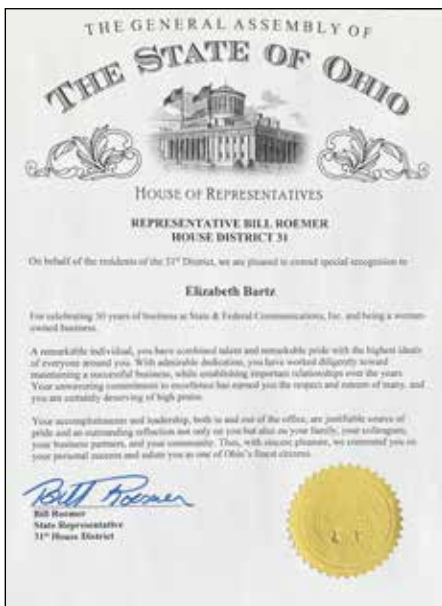 THE GENERAL ASSEMBLY OF
THE STATE OF OHIO
HOUSE OF REPRESENTATIVES
REPRESENTATIVE BILL ROEMER
HOUSE DISTRICT 31
On behalf of the residents of the 31st District, we are pleased to extend special recognition to
Elizabeth Bartz
For celebrating 30 years of business at State & Federal Communications, Inc. and being a woman-
owned business.
A remarkable individual, you have combined talent and remarkable pride with the highest ideals
of everyone around you. With admirable dedication, you have worked diligently toward
maintaining a successful business, while establishing important relationships over the years.
Your unwavering commitment to excellence has earned you the respect and esteem of many, and
you are certainly deserving of high praise.
Your accomplishments and leadership, both in and out of the office, are justifiable source of
pride and an outstanding reflection not only on you but also on your family, your colleagues,
your business partners, and your community. Thus, with sincere pleasure, we commend you on
your personal success and salute you as one of Ohio's finest citizens.
Bill Roemer
Bill Roemer
State Representative
31st House District